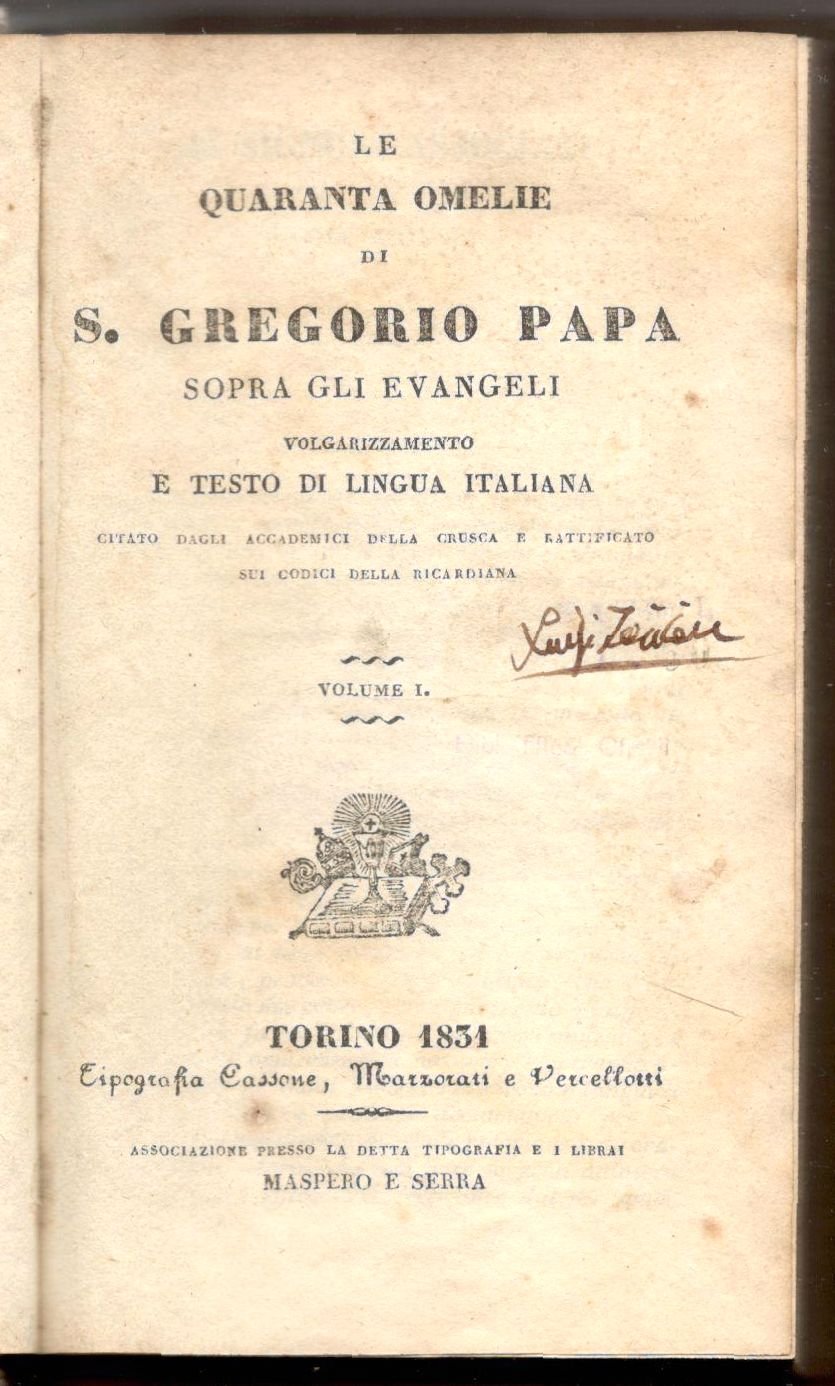 LE
QUARANTA OMELIE
DI
S. GREGORIO PAPA
SOPRA GLI EVANGELI
VOLGARIZZAMENTO
E TESTO DI LINGUA ITALIANA
CITATO DAGLI ACCADEMICI DELLA CRUSCA E RATTIFICATO
SUI CODICI DELLA RICARDIANA
Luigi
VOLUME I.
TORINO 1831
Tipografia Cassone, Marzorati e Vercellotti
ASSOCIAZIONE PRESSO LA DETTA TIPOGRAFIA E I LIBRAI
MASPERO E SERRA